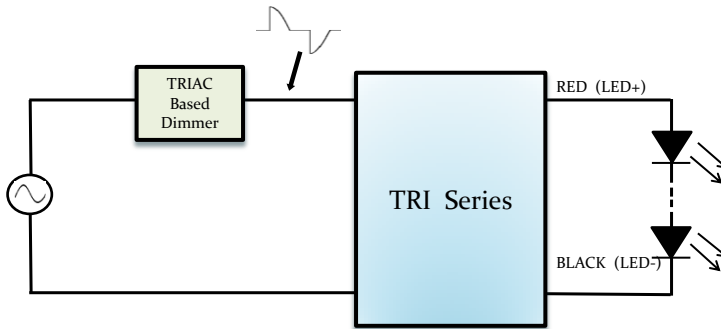 TRIAC
Based
Dimmer
RED (LED+)
TRI Series
BLACK (LED-)